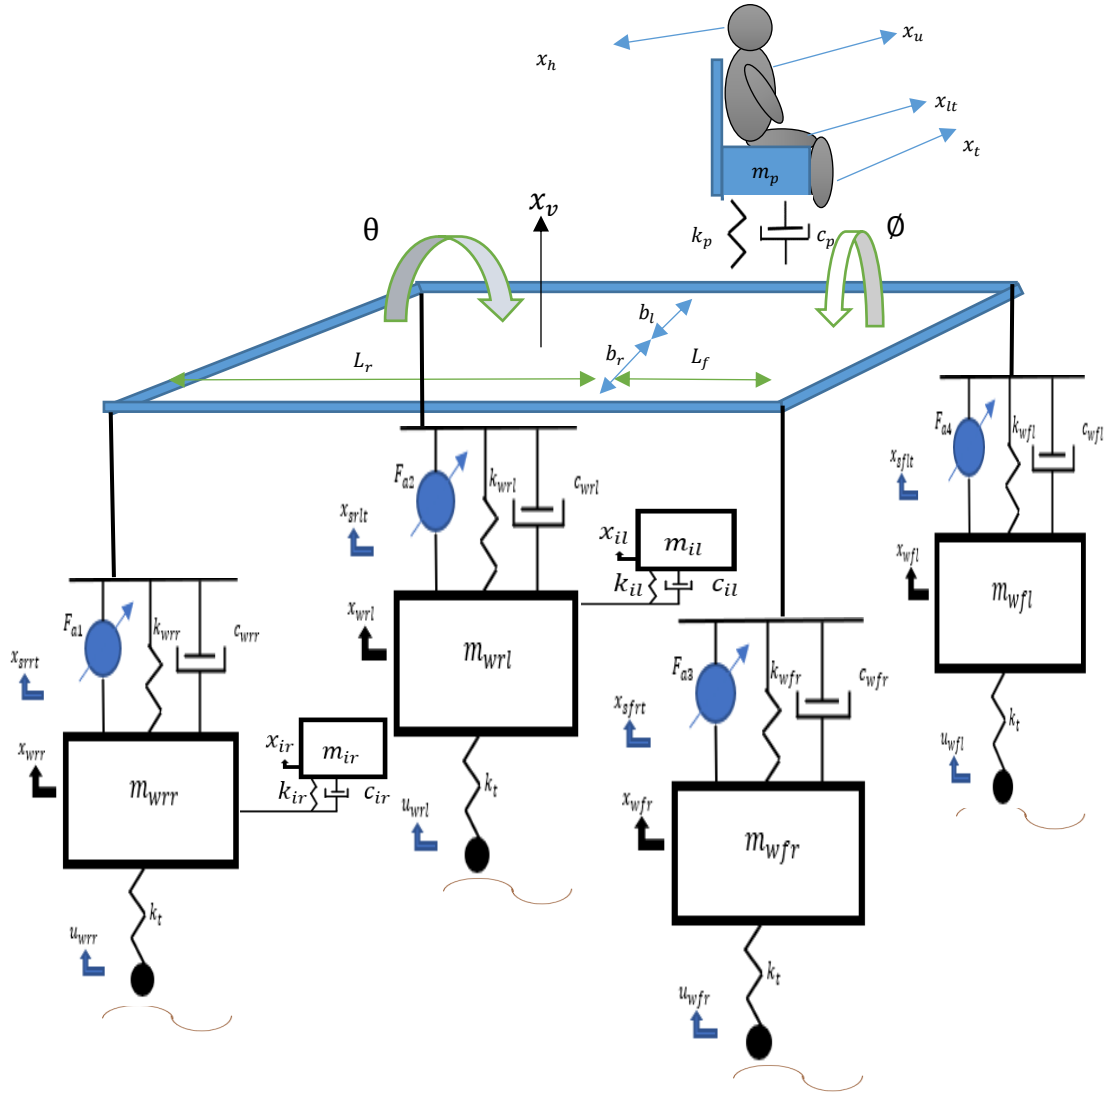 x_h
x_u
x_lt
x_t
m_p
x_v
θ
k_p
c_p
∅
b_l
b_r
L_r
L_f
F_a4
k_wfl
c_wfl
x_sflt
x_wfl
m_wfl
k_t
u_wfl
F_a2
k_wrl
c_wrl
x_srlt
x_il
m_il
k_il
c_il
x_wrl
m_wrl
k_t
u_wrl
F_a1
k_wrr
c_wrr
x_srrt
x_wrr
m_wrr
x_ir
m_ir
k_ir
c_ir
k_t
u_wrr
F_a3
k_wfr
c_wfr
x_sfrt
x_wfr
m_wfr
k_t
u_wfr